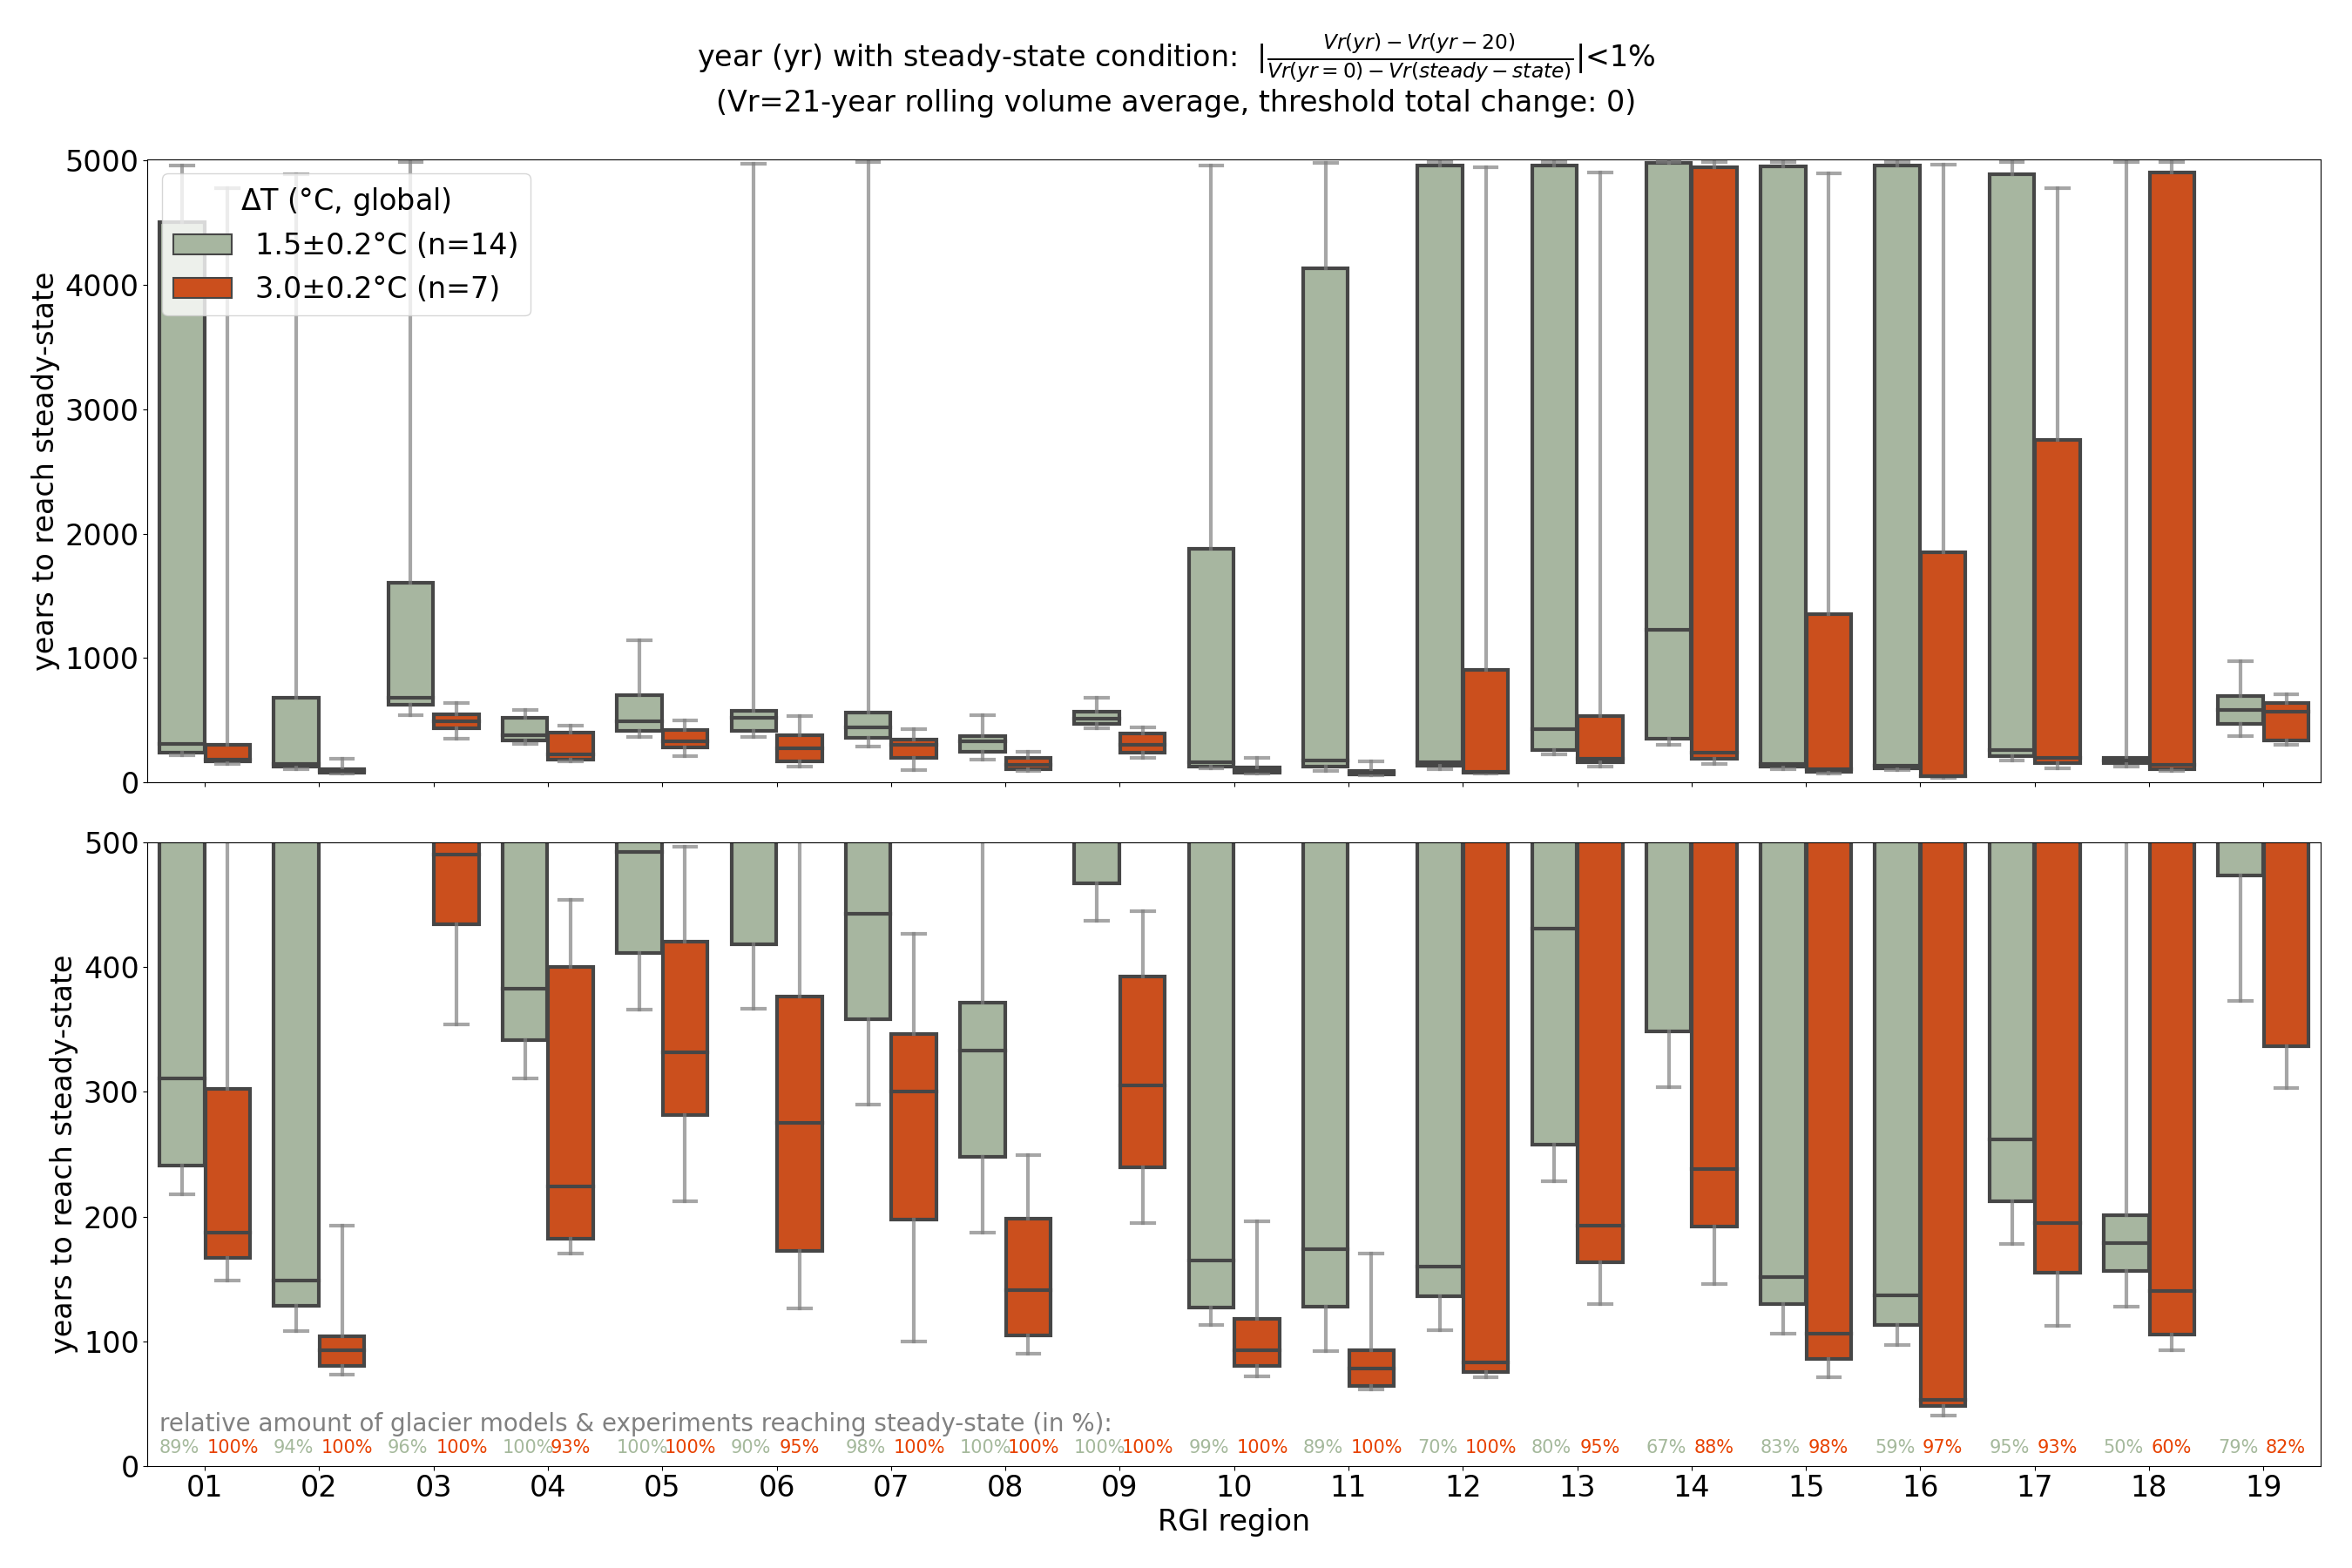 year (yr) with steady-state condition: |Vr(yr) − Vr(yr − 20) / Vr(yr = 0) − Vr(steady − state)|<1%
(Vr=21-year rolling volume average, threshold total change: 0)
5000
4000
3000
2000
1000
0
years to reach steady-state
ΔT (°C, global)
1.5±0.2°C (n=14)
3.0±0.2°C (n=7)
500
400
300
200
100
0
years to reach steady-state
relative amount of glacier models & experiments reaching steady-state (in %):
89% 100% 94% 100% 96% 100% 100% 93% 100% 100% 90% 95% 98% 100% 100% 100% 100% 100% 99% 100% 89% 100% 70% 100% 80% 95% 67% 88% 83% 98% 59% 97% 95% 93% 50% 60% 79% 82%
01 02 03 04 05 06 07 08 09 10 11 12 13 14 15 16 17 18 19
RGI region